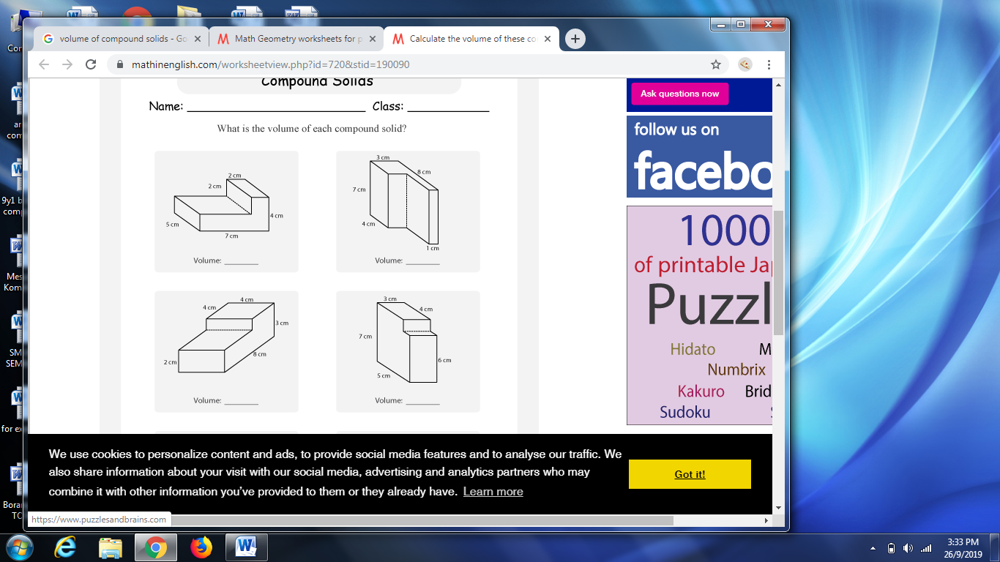 Con
ar
com
9y1 b
comp
Mes
Kom
SM
SEM
for ex
Bora
TO
volume of compound solids - Go
Math Geometry worksheets for p
Calculate the volume of these co
mathinenglish.com/worksheetview.php?id=720&stid=190090
Compound Solids
Name: Class:
What is the volume of each compound solid?
2 cm
2 cm
4 cm
5 cm
7 cm
Volume:
3 cm
8 cm
7 cm
4 cm
1 cm
Volume:
4 cm
4 cm
3 cm
8 cm
2 cm
Volume:
3 cm
4 cm
7 cm
6 cm
5 cm
Volume:
Ask questions now
follow us on
facebo
1000
of printable Jap
Puzzl
Hidato M
Numbrix
Kakuro Brid
Sudoku S
We use cookies to personalize content and ads, to provide social media features and to analyse our traffic. We
also share information about your visit with our social media, advertising and analytics partners who may
combine it with other information you've provided to them or they already have. Learn more
Got it!
https://www.puzzlesandbrains.com
3:33 PM
26/9/2019